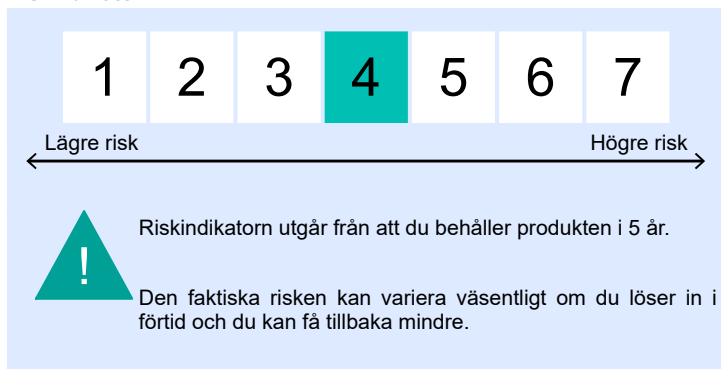 1 2 3 4 5 6 7
Lägre risk Högre risk
Riskindikatorn utgår från att du behåller produkten i 5 år.
!
Den faktiska risken kan variera väsentligt om du löser in i
förtid och du kan få tillbaka mindre.